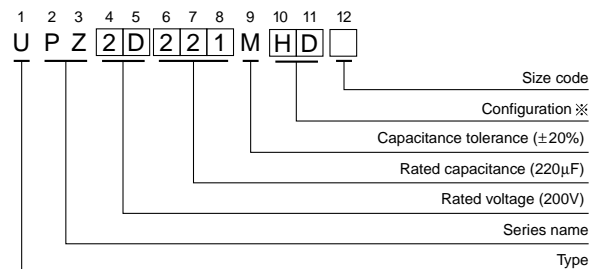 1 2 3 4 5 6 7 8 9 10 11 12
U P Z 2 D 2 2 1 M H D
Size code
Configuration ※
Capacitance tolerance (±20%)
Rated capacitance (220µF)
Rated voltage (200V)
Series name
Type